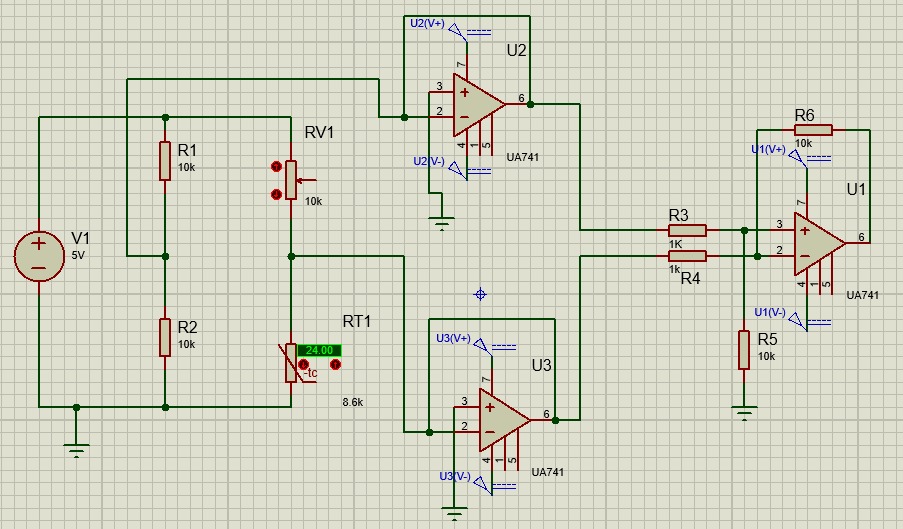 U2(V+)
U2
7
3
2
6
4
1
5
UA741
U2(V-)
R1
10k
RV1
10k
R6
10k
U1(V+)
U1
7
3
2
6
4
1
5
UA741
U1(V-)
R3
1K
1k
R4
V1
5V
R2
10k
RT1
24.00
-tc
8.6k
R5
10k
U3(V+)
U3
7
3
2
6
4
1
5
UA741
U3(V-)